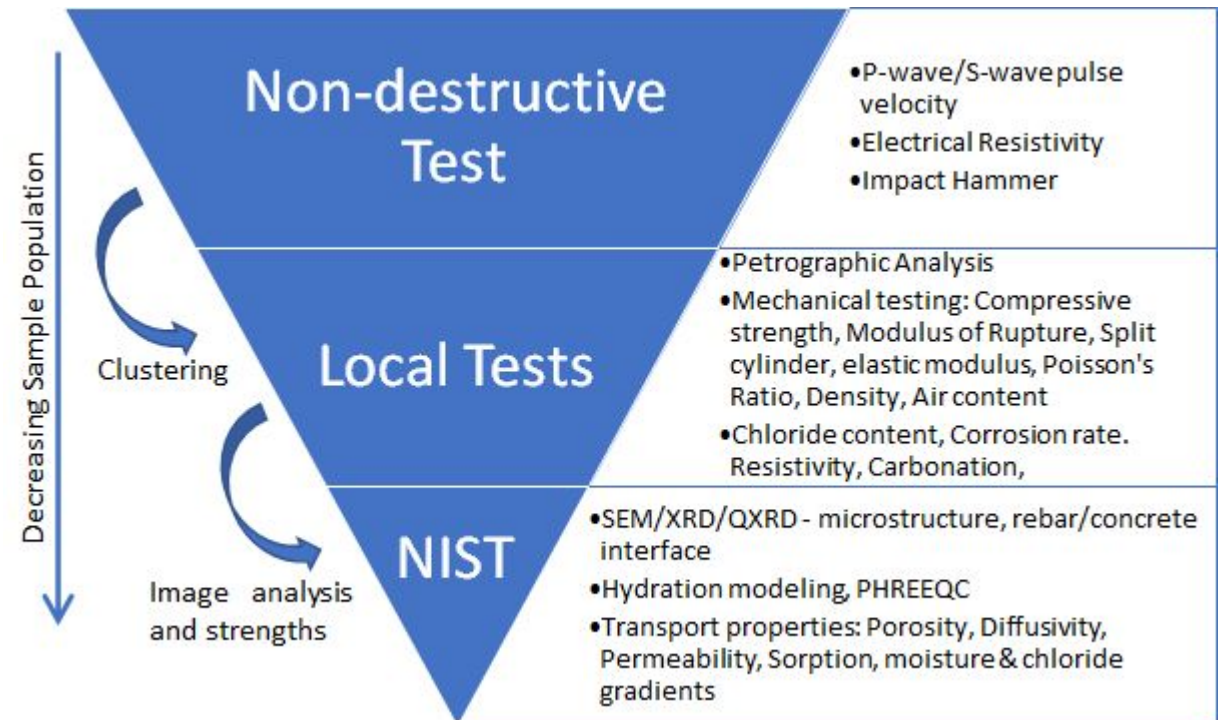 Non-destructive
Test
•P-wave/S-wave pulse
velocity
•Electrical Resistivity
•Impact Hammer
Decreasing Sample Population
Clustering
Local Tests
•Petrographic Analysis
•Mechanical testing: Compressive
strength, Modulus of Rupture, Split
cylinder, elastic modulus, Poisson's
Ratio, Density, Air content
•Chloride content, Corrosion rate.
Resistivity, Carbonation,
Image analysis
and strengths
NIST
•SEM/XRD/QXRD - microstructure, rebar/concrete
interface
•Hydration modeling, PHREEQC
•Transport properties: Porosity, Diffusivity,
Permeability, Sorption, moisture & chloride
gradients